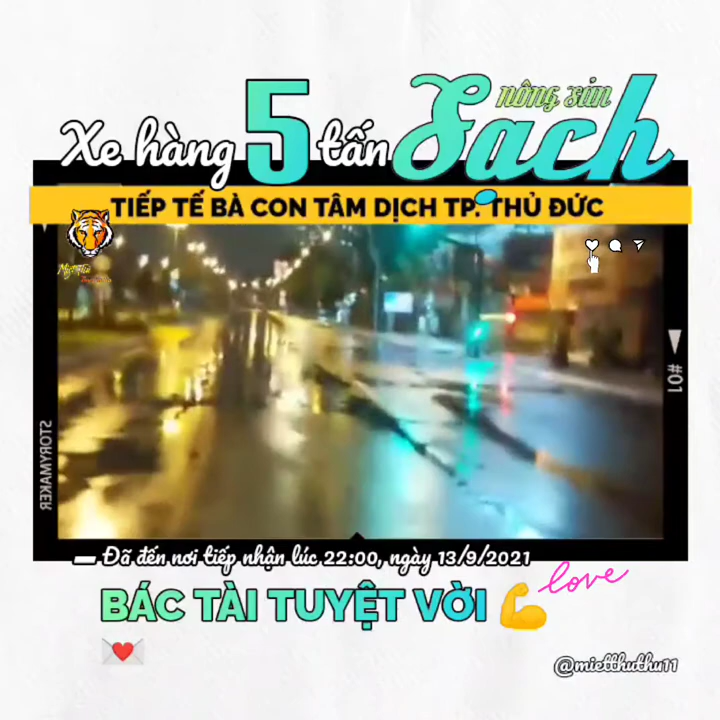 nông sản
Xe hàng 5 tấn Sạch
TIẾP TẾ BÀ CON TÂM DỊCH TP. THỦ ĐỨC
#01
STORYMAKER
Đã đến nơi tiếp nhận lúc 22:00, ngày 13/9/2021
BÁC TÀI TUYỆT VỜI
love
@mietthuthu11